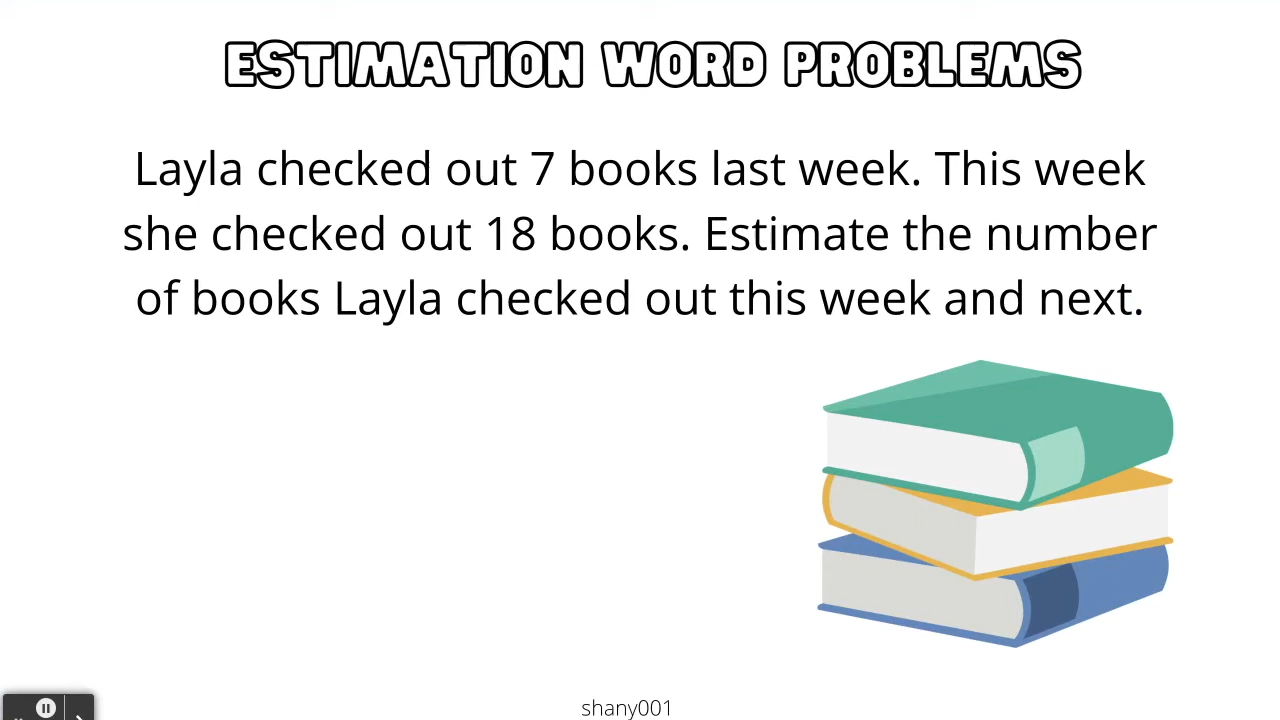 ESTIMATION WORD PROBLEMS
Layla checked out 7 books last week. This week
she checked out 18 books. Estimate the number
of books Layla checked out this week and next.
shany001